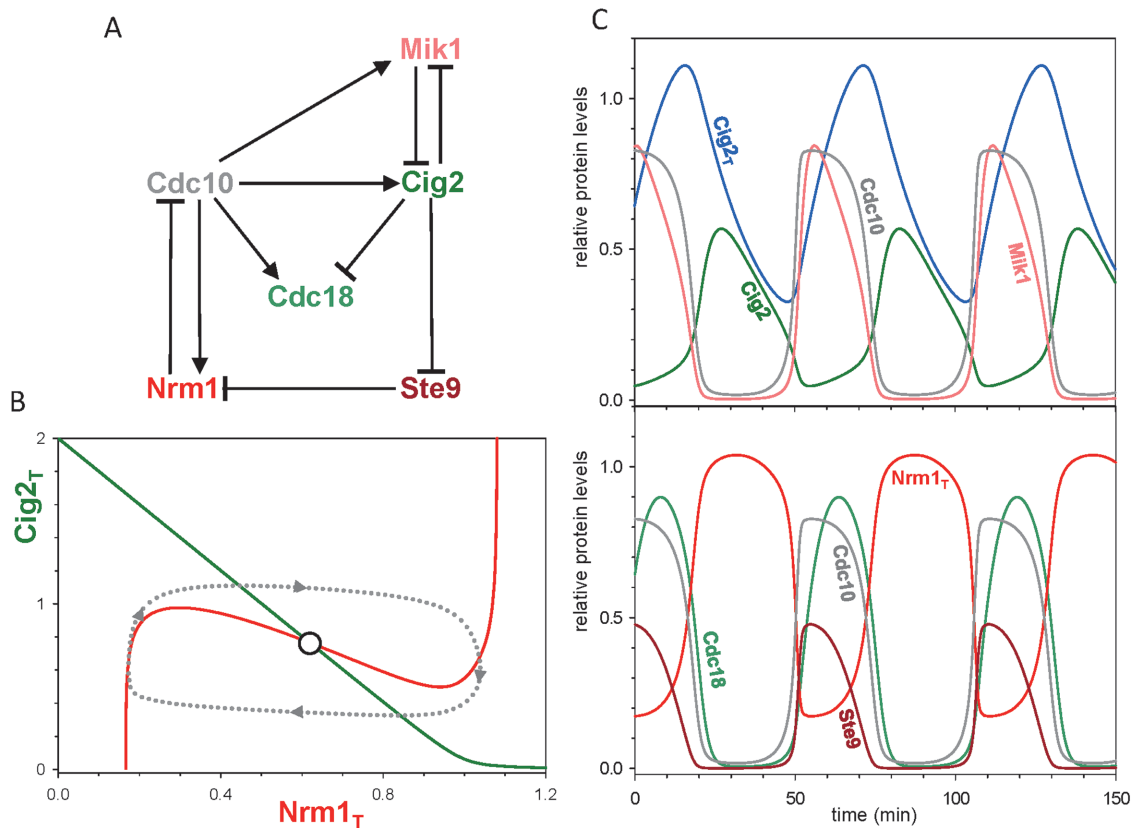 A
Mik1
Cdc10
Cig2
Cdc18
Nrm1
Ste9
B
2
1
0
Cig2T
0.0 0.4 0.8 1.2
Nrm1T
C
relative protein levels
1.0
0.5
0.0
Cig2T
Cdc10
Mik1
Cig2
relative protein levels
1.0
0.5
0.0
Nrm1T
Cdc10
Cdc18
Ste9
0 50 100 150
time (min)